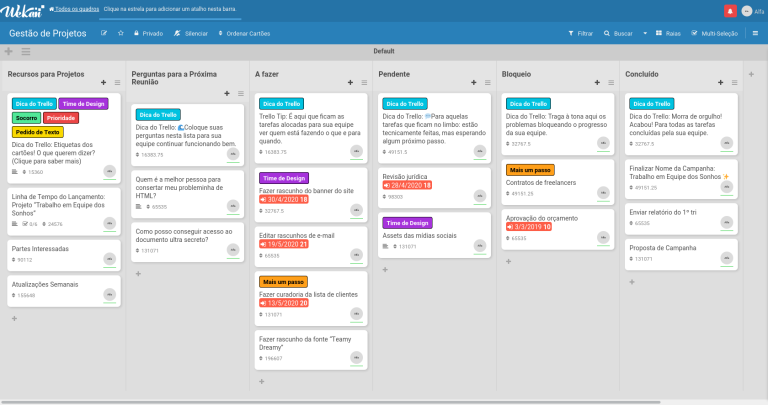 Wekan
Todos os quadros
Clique na estrela para adicionar um atalho nesta barra.
Alfa
Gestão de Projetos
Privado
Silenciar
Ordenar Cartões
Filtrar
Buscar
Raias
Multi-Seleção
Default
Recursos para Projetos
Dica do Trello
Time de Design
Socorro
Prioridade
Pedido de Texto
Dica do Trello: Etiquetas dos
cartões! O que querem dizer?
(Clique para saber mais)
15360
Linha de Tempo do Lançamento:
Projeto "Trabalho em Equipe dos
Sonhos"
24576
Partes Interessadas
90112
Atualizações Semanais
155648
Perguntas para a Próxima
Reunião
Dica do Trello
Dica do Trello: 🌊Coloque suas
perguntas nesta lista para sua
equipe continuar funcionando bem.
16383.75
Quem é a melhor pessoa para
consertar meu probleminha de
HTML?
65535
Como posso conseguir acesso ao
documento ultra secreto?
131071
A fazer
Dica do Trello
Trello Tip: É aqui que ficam as
tarefas alocadas para sua equipe
ver quem está fazendo o que e para
quando.
16383.75
Time de Design
Fazer rascunho do banner do site
30/4/2020 18
32767.5
Editar rascunhos de e-mail
19/5/2020 21
65535
Mais um passo
Fazer curadoria da lista de clientes
13/5/2020 20
131071
Fazer rascunho da fonte "Teamy
Dreamy"
196607
Pendente
Dica do Trello
Dica do Trello: Para aquelas
tarefas que ficam no limbo: estão
tecnicamente feitas, mas esperando
algum próximo passo.
49151.5
Revisão jurídica
28/4/2020 18
98303
Time de Design
Assets das mídias sociais
131071
Bloqueio
Dica do Trello
Dica do Trello: Traga à tona aqui os
problemas bloqueando o progresso
da sua equipe.
32767.5
Mais um passo
Contratos de freelancers
49151.25
Aprovação do orçamento
3/3/2019 10
65535
Concluído
Dica do Trello
Dica do Trello: Morra de orgulho!
Acabou! Para todas as tarefas
concluídas pela sua equipe.
32767.5
Finalizar Nome da Campanha:
Trabalho em Equipe dos Sonhos ✨
49151.25
Enviar relatório do 1º tri
65535
Proposta de Campanha
131071